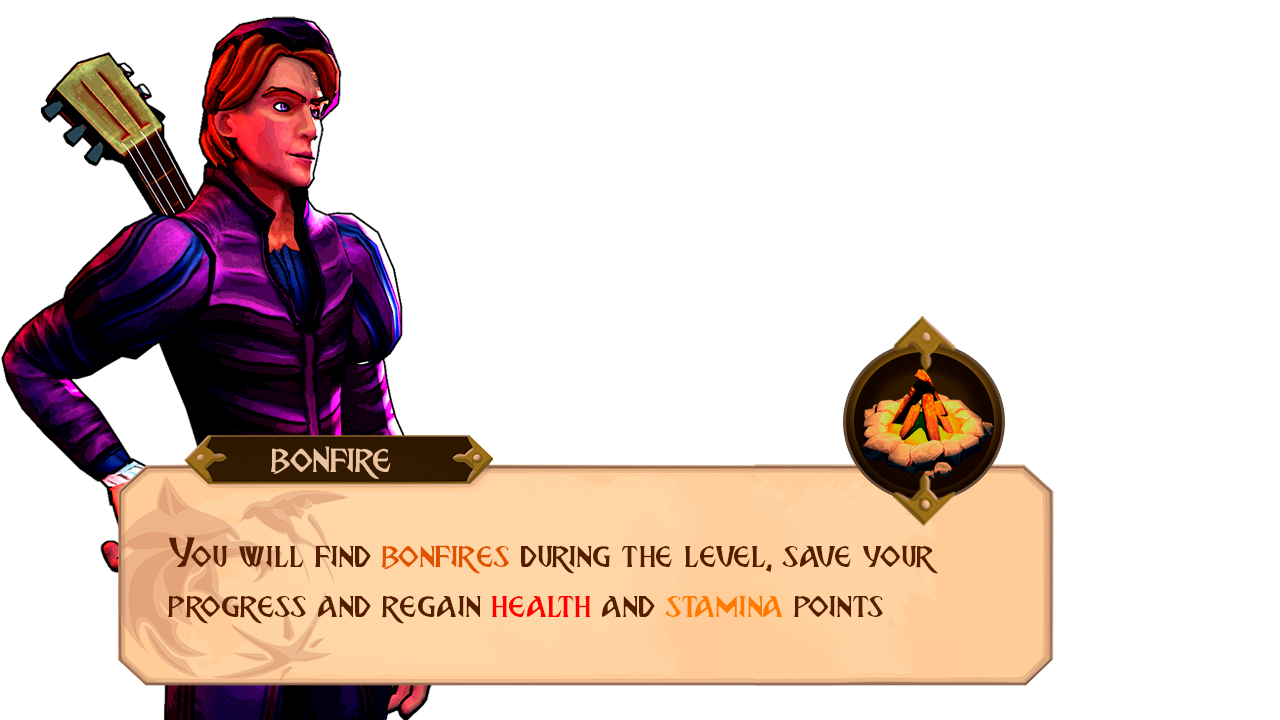 BONFIRE
You will find bonfires during the level, save your
progress and regain health and stamina points